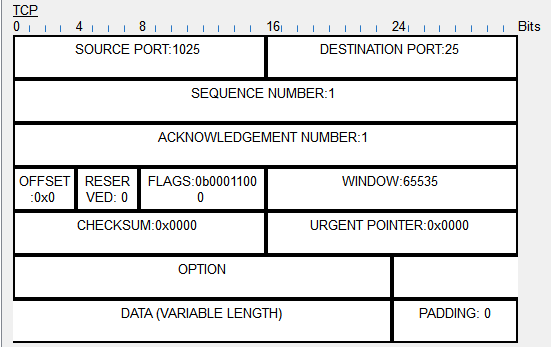 TCP
0 4 8 16 24 Bits
SOURCE PORT:1025 DESTINATION PORT:25
SEQUENCE NUMBER:1
ACKNOWLEDGEMENT NUMBER:1
OFFSET RESER FLAGS:0b0001100 WINDOW:65535
:0x0 VED: 0 0
CHECKSUM:0x0000 URGENT POINTER:0x0000
OPTION
DATA (VARIABLE LENGTH) PADDING: 0